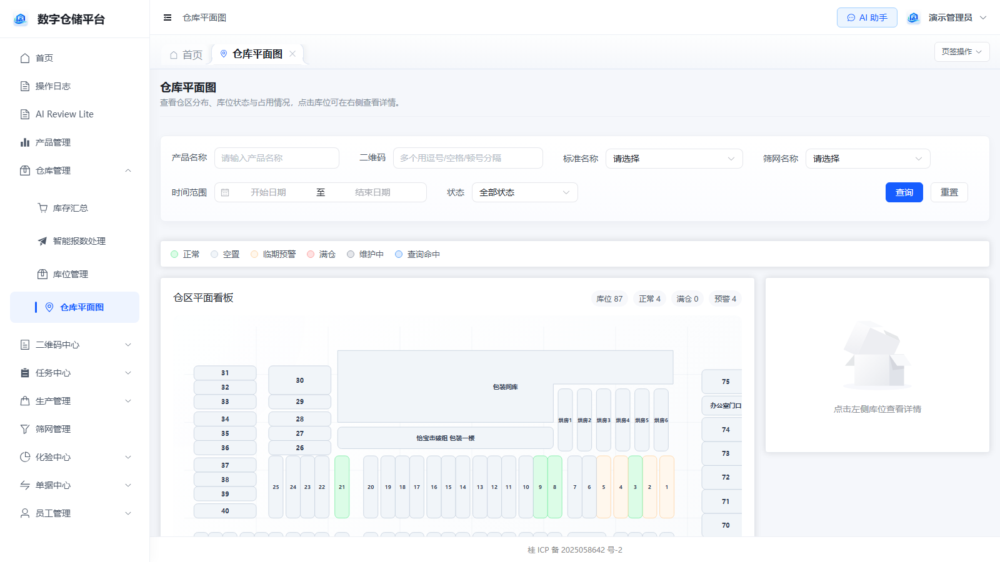 数字仓储平台
仓库平面图
AI 助手
演示管理员
首页
仓库平面图
页签操作
首页
操作日志
AI Review Lite
产品管理
仓库管理
库存汇总
智能报数处理
库位管理
仓库平面图
二维码中心
任务中心
生产管理
筛网管理
化验中心
单据中心
员工管理
仓库平面图
查看仓区分布、库位状态与占用情况，点击库位可在右侧查看详情。
产品名称 请输入产品名称 二维码 多个用逗号/空格/顿号分隔 标准名称 请选择 筛网名称 请选择
时间范围 开始日期 至 结束日期 状态 全部状态 查询 重置
正常 空置 临期预警 满仓 维护中 查询命中
仓区平面看板 库位 87 正常 4 满仓 0 预警 4
31
32
33
34
35
36
37
38
39
40
30
29
28
27
26
包装间库
怡宝击破组 包装一楼
烘房1 烘房2 烘房3 烘房4 烘房5 烘房6
25 24 23 22 21 20 19 18 17 16 15 14 13 12 11 10 9 8 7 6 5 4 3 2 1
75
办公室门口
74
73
72
71
70
点击左侧库位查看详情
桂 ICP 备 2025058642 号-2